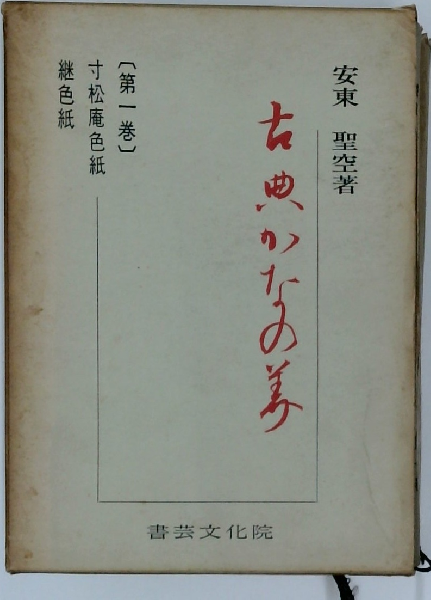 安東 聖空著
古典かなの美
〔第一巻〕
寸松庵色紙
継色紙
書芸文化院